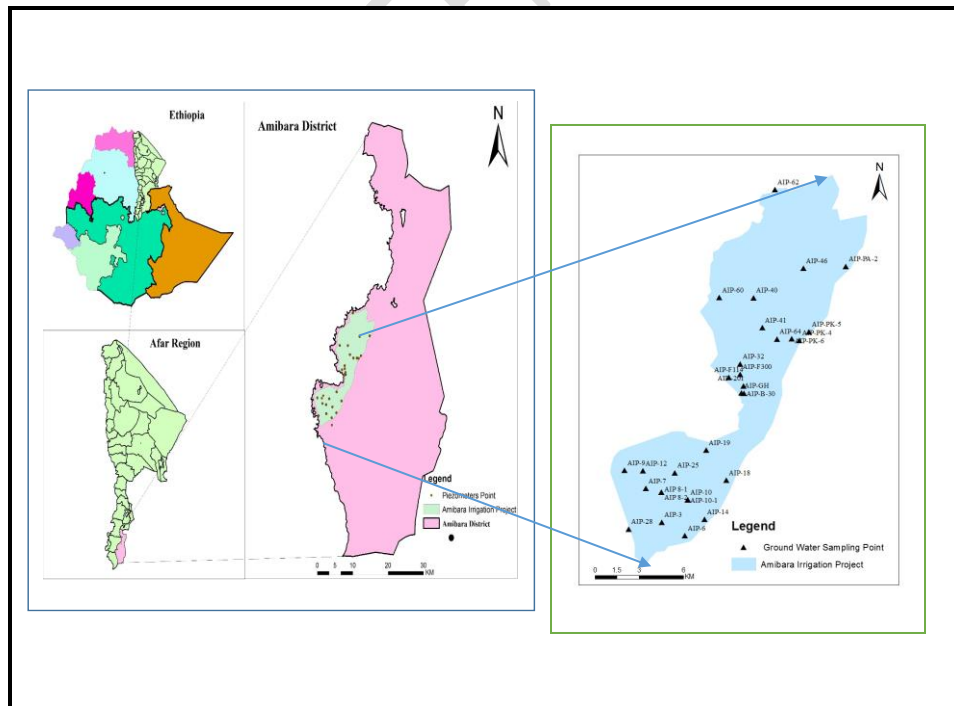 Ethiopia
Amibara District
N
Afar Region
Legend
Piezometers Point
Amibara Irrigation Project
Amibara District
0 5 10 20 30
KM
N
AIP-62
AIP-46
AIP-PA-2
AIP-60
AIP-40
AIP-41
AIP-PK-5
AIP-64
AIP-PK-4
AIP-PK-6
AIP-32
AIP-F300
AIP-GH
AIP-B-30
AIP-19
AIP-9
AIP-12
AIP-25
AIP-18
AIP-7
AIP 8-1
AIP-10
AIP-10-1
AIP-14
AIP-3
AIP-28
AIP-6
Legend
Ground Water Sampling Point
Amibara Irrigation Project
0 1.5 3 6
KM